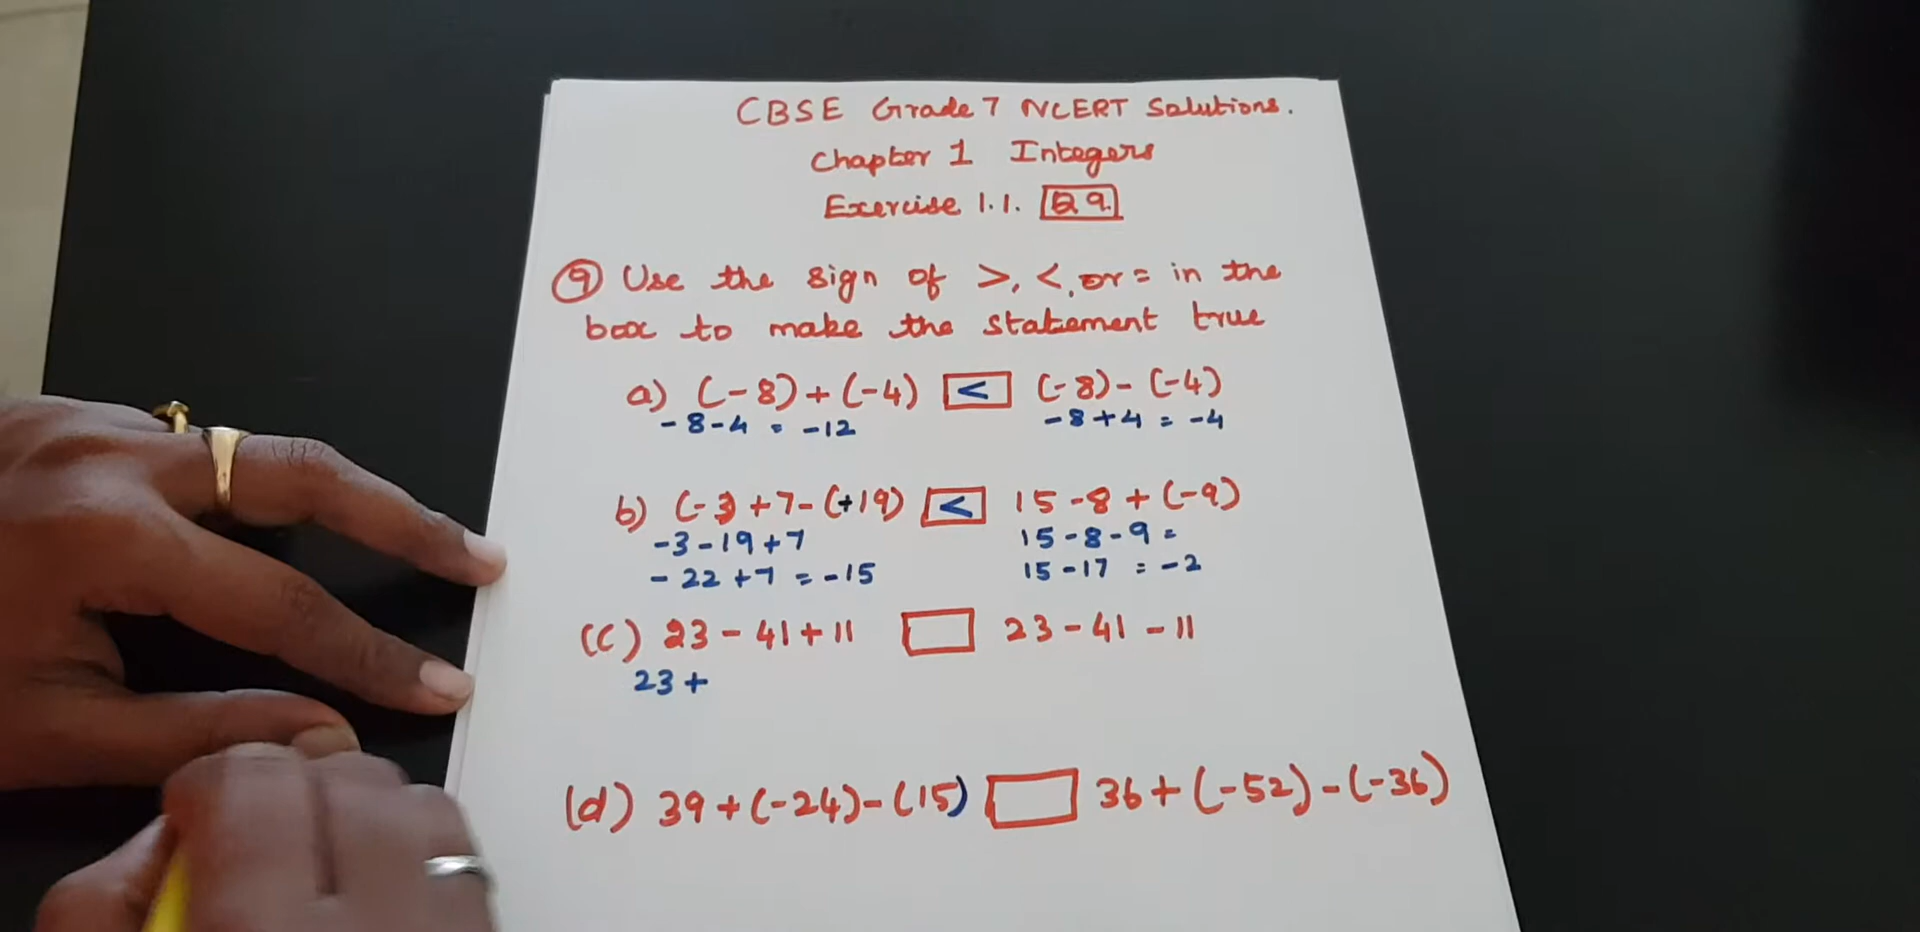 CBSE Grade 7 NCERT Solutions.
Chapter 1 Integers
Exercise 1.1. Q 9.
9 Use the sign of >, <, or = in the
box to make the statement true
a) (-8) + (-4) < (-8) - (-4)
-8-4 = -12 -8+4 = -4
b) (-3 + 7 - (+19) < 15 - 8 + (-9)
-3-19+7 15-8-9 =
-22+7 = -15 15-17 = -2
(c) 23 - 41 + 11 23 - 41 - 11
23 +
(d) 39 + (-24) - (15) 36 + (-52) - (-36)